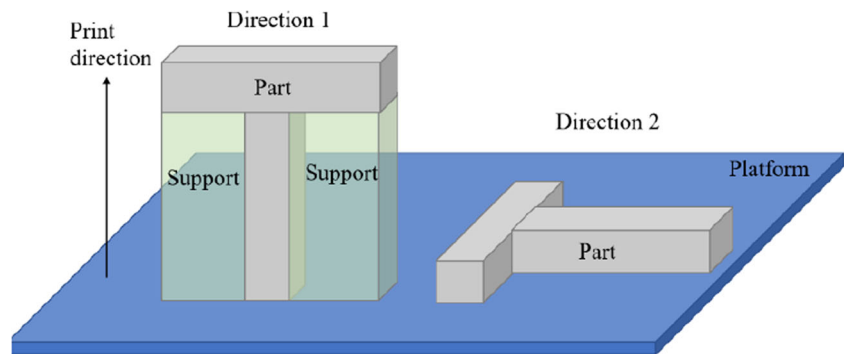 Direction 1
Print
direction
Part
Direction 2
Support
Support
Platform
Part